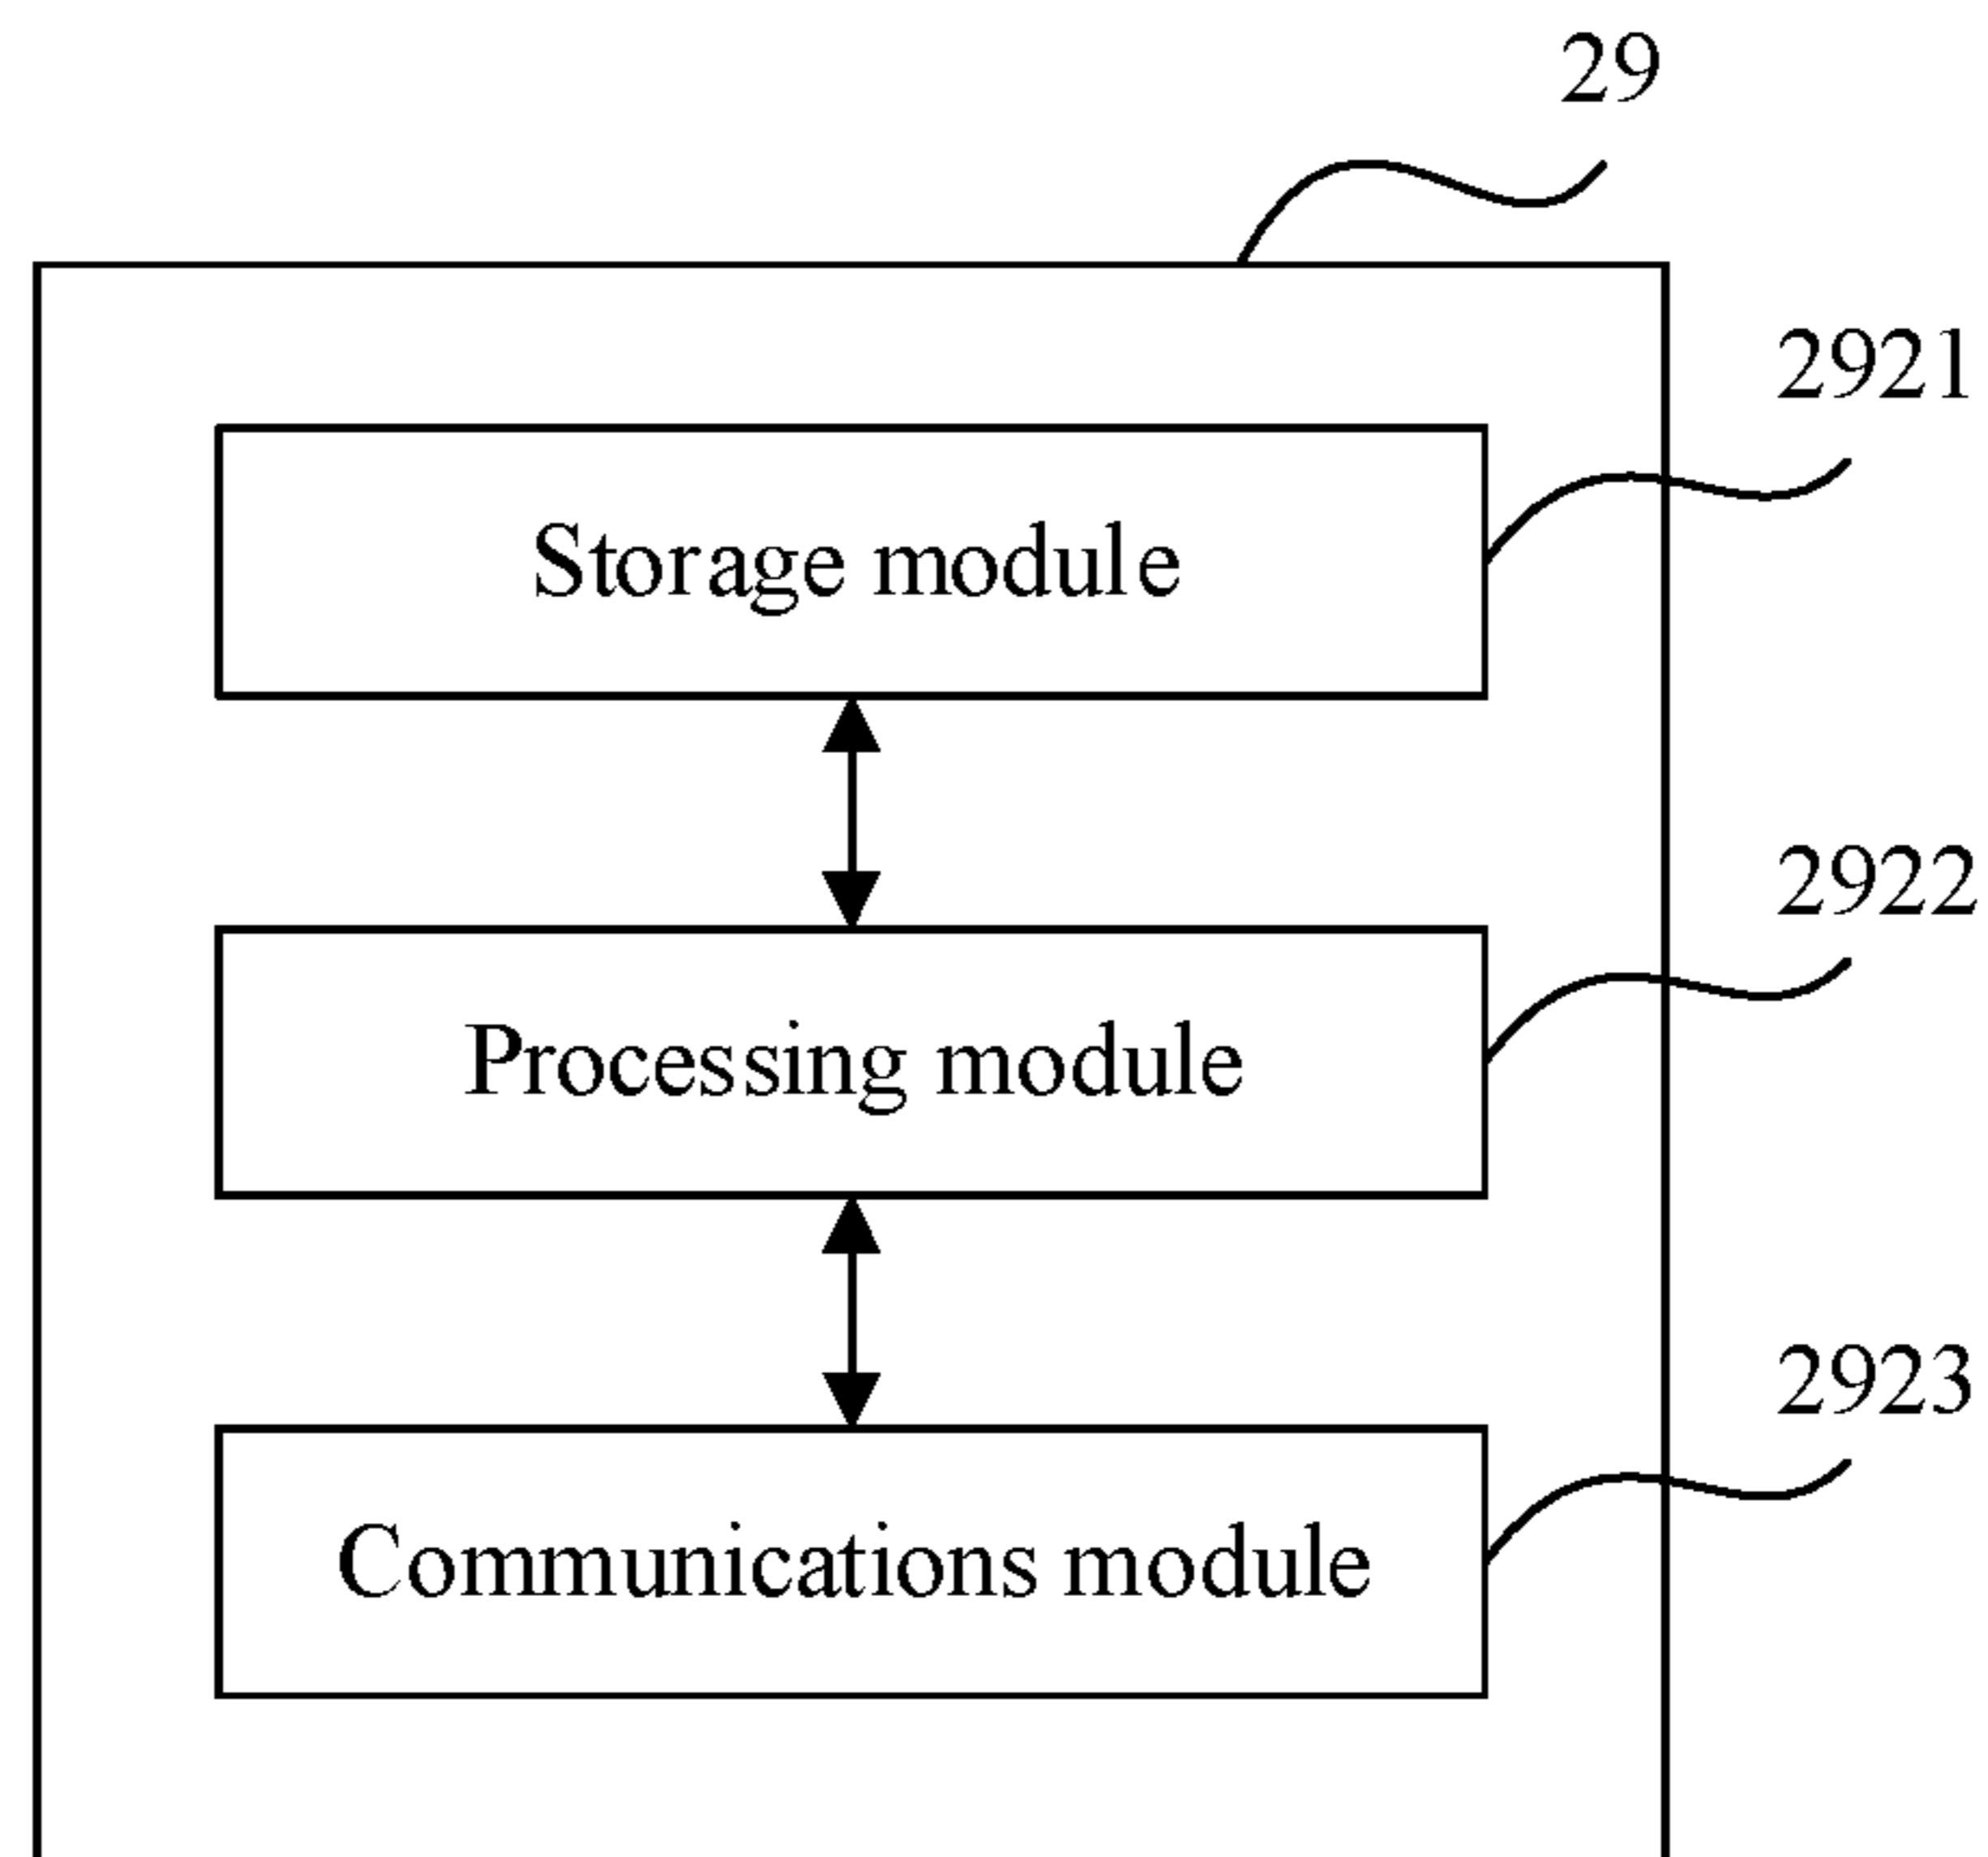 29
2921
Storage module
2922
Processing module
2923
Communications module